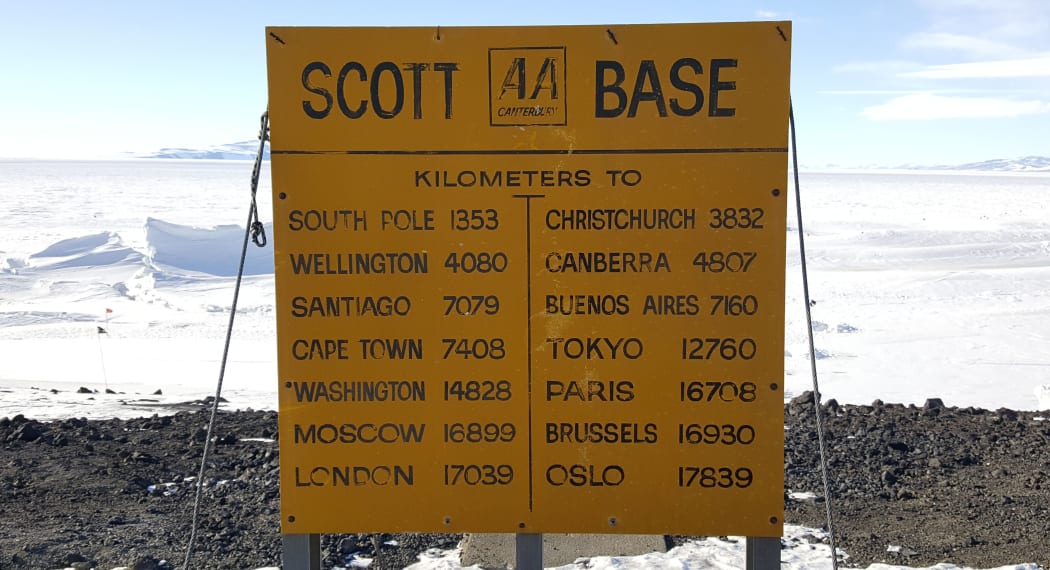 SCOTT AA BASE
CANTERBURY
KILOMETERS TO
SOUTH POLE 1353
WELLINGTON 4080
SANTIAGO 7079
CAPE TOWN 7408
WASHINGTON 14828
MOSCOW 16899
LONDON 17039
CHRISTCHURCH 3832
CANBERRA 4807
BUENOS AIRES 7160
TOKYO 12760
PARIS 16708
BRUSSELS 16930
OSLO 17839